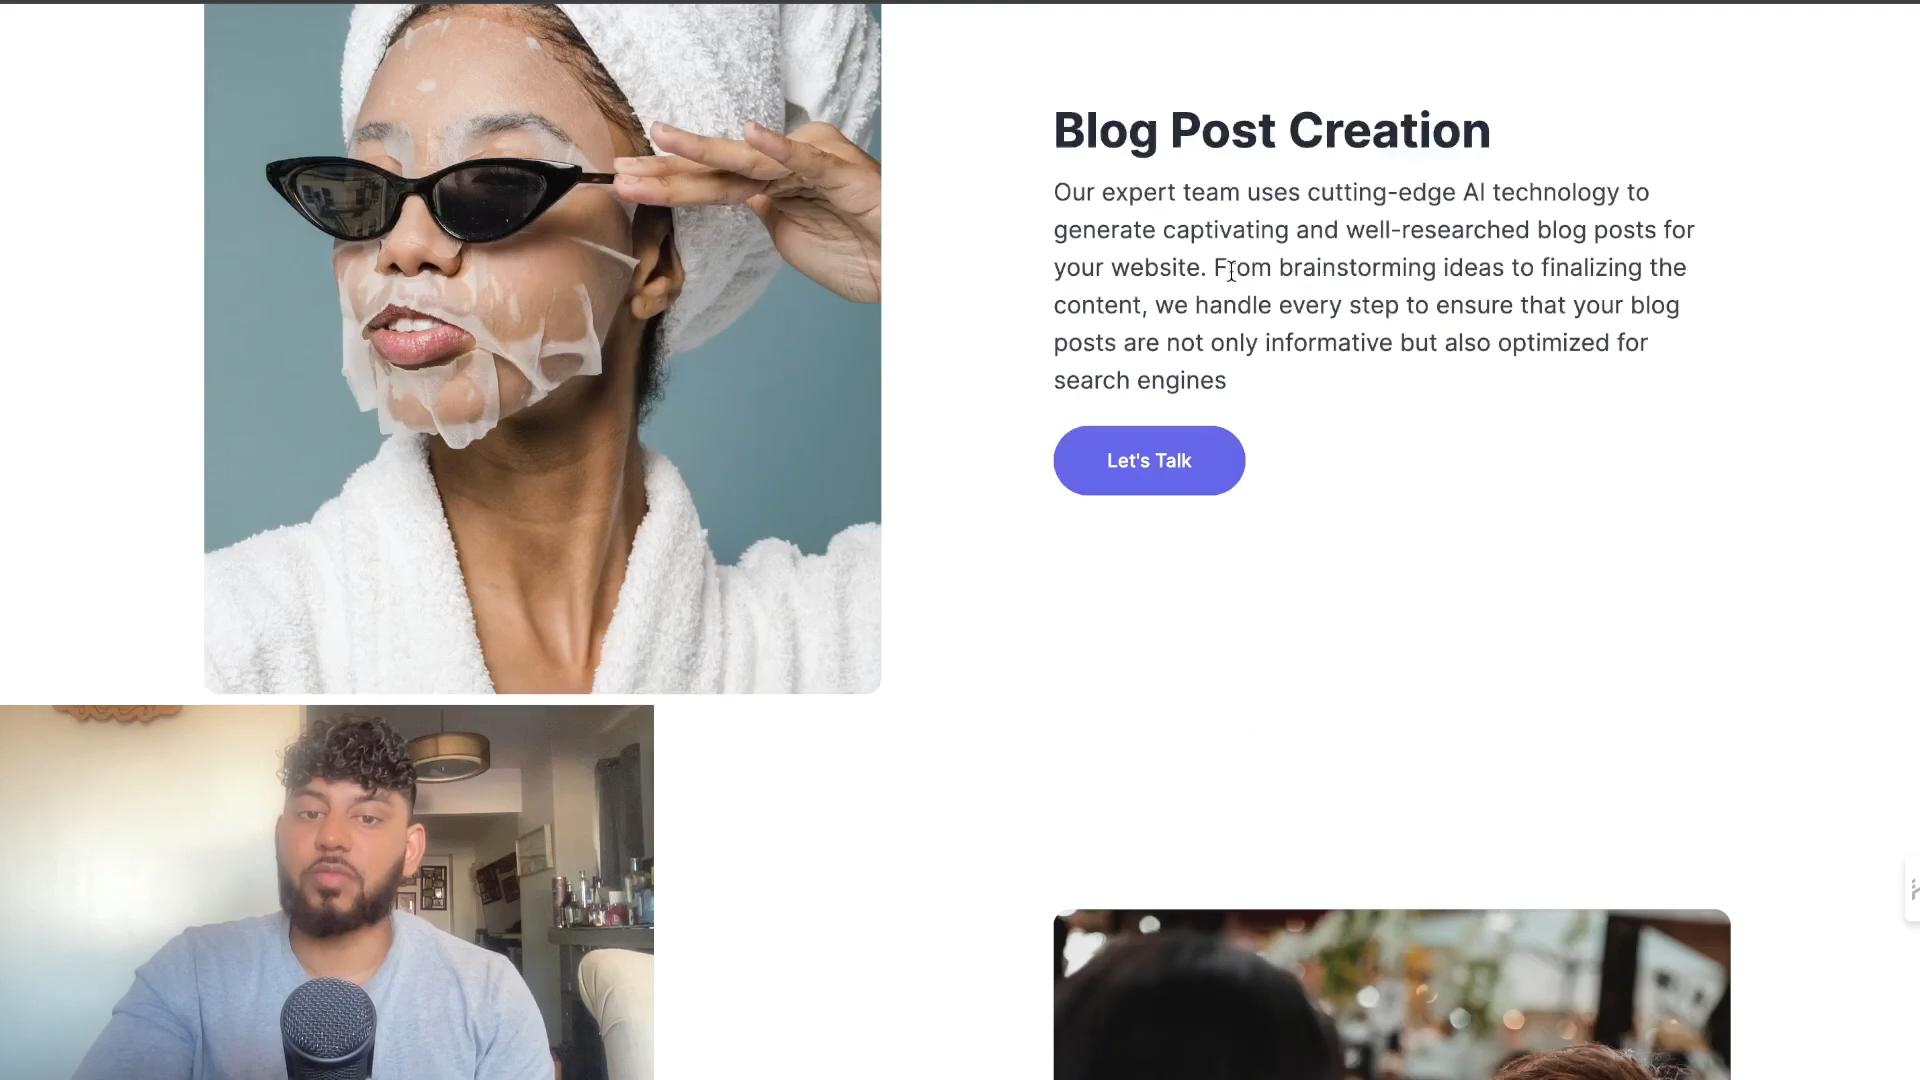 Blog Post Creation
Our expert team uses cutting-edge AI technology to
generate captivating and well-researched blog posts for
your website. From brainstorming ideas to finalizing the
content, we handle every step to ensure that your blog
posts are not only informative but also optimized for
search engines
Let's Talk